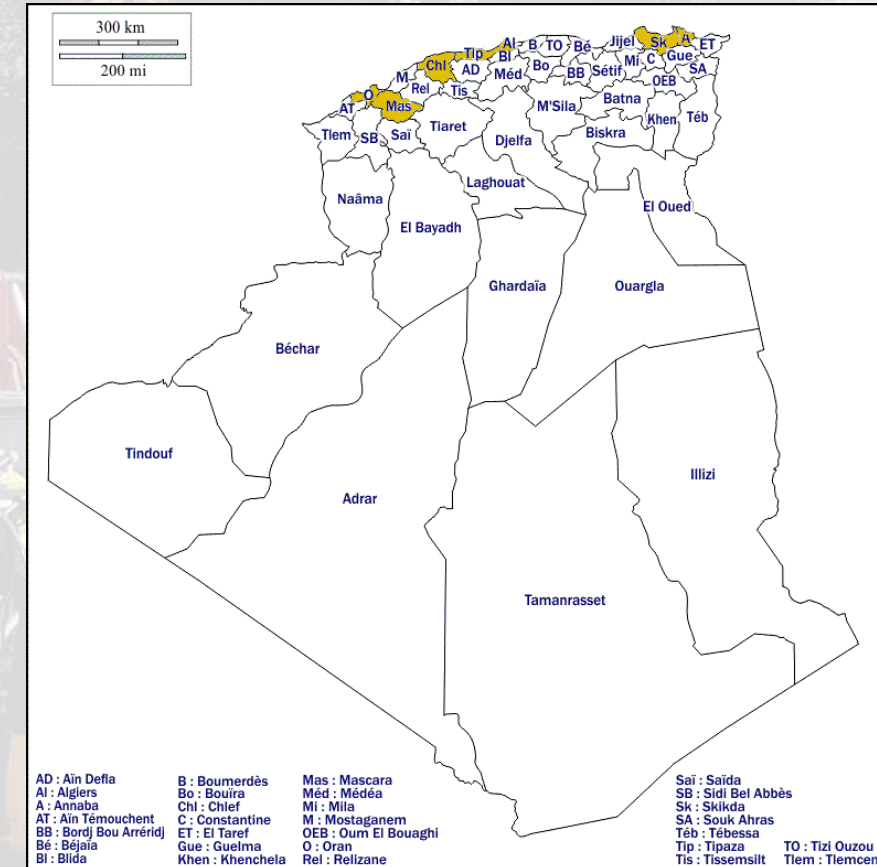 300 km
200 mi
Al B TO Bé Jijel Sk A ET
Tip Bl Mi C Gue
Chl AD Méd Bo BB Sétif OEB SA
M Rel Tis
O Mas M'Sila Batna Khen Téb
AT Tiaret Djelfa Biskra
Tlem SB Saï
Laghouat
Naâma El Bayadh El Oued
Ghardaïa Ouargla
Béchar
Tindouf Adrar Illizi
Tamanrasset
AD : Aïn Defla
Al : Algiers
A : Annaba
AT : Aïn Témouchent
BB : Bordj Bou Arréridj
Bé : Béjaïa
Bl : Blida
B : Boumerdès
Bo : Bouïra
Chl : Chlef
C : Constantine
ET : El Taref
Gue : Guelma
Khen : Khenchela
Mas : Mascara
Méd : Médéa
Mi : Mila
M : Mostaganem
OEB : Oum El Bouaghi
O : Oran
Rel : Relizane
Saï : Saïda
SB : Sidi Bel Abbès
Sk : Skikda
SA : Souk Ahras
Téb : Tébessa
Tip : Tipaza
Tis : Tissemsilt
TO : Tizi Ouzou
Tlem : Tlemcen